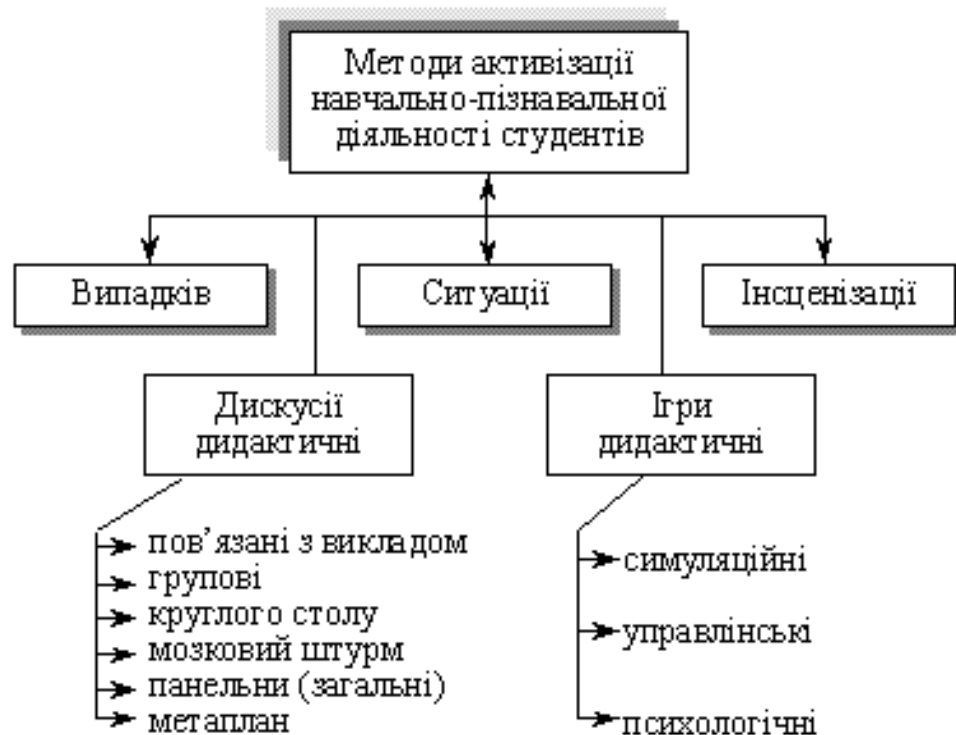 Методи активізації
навчально-пізнавальної
діяльності студентів
Випадків
Ситуації
Інсценізації
Дискусії
дидактичні
Ігри
дидактичні
пов’язані з викладом
групові
круглого столу
мозковий штурм
панельни (загальні)
метаплан
симуляційні
управлінські
психологічні